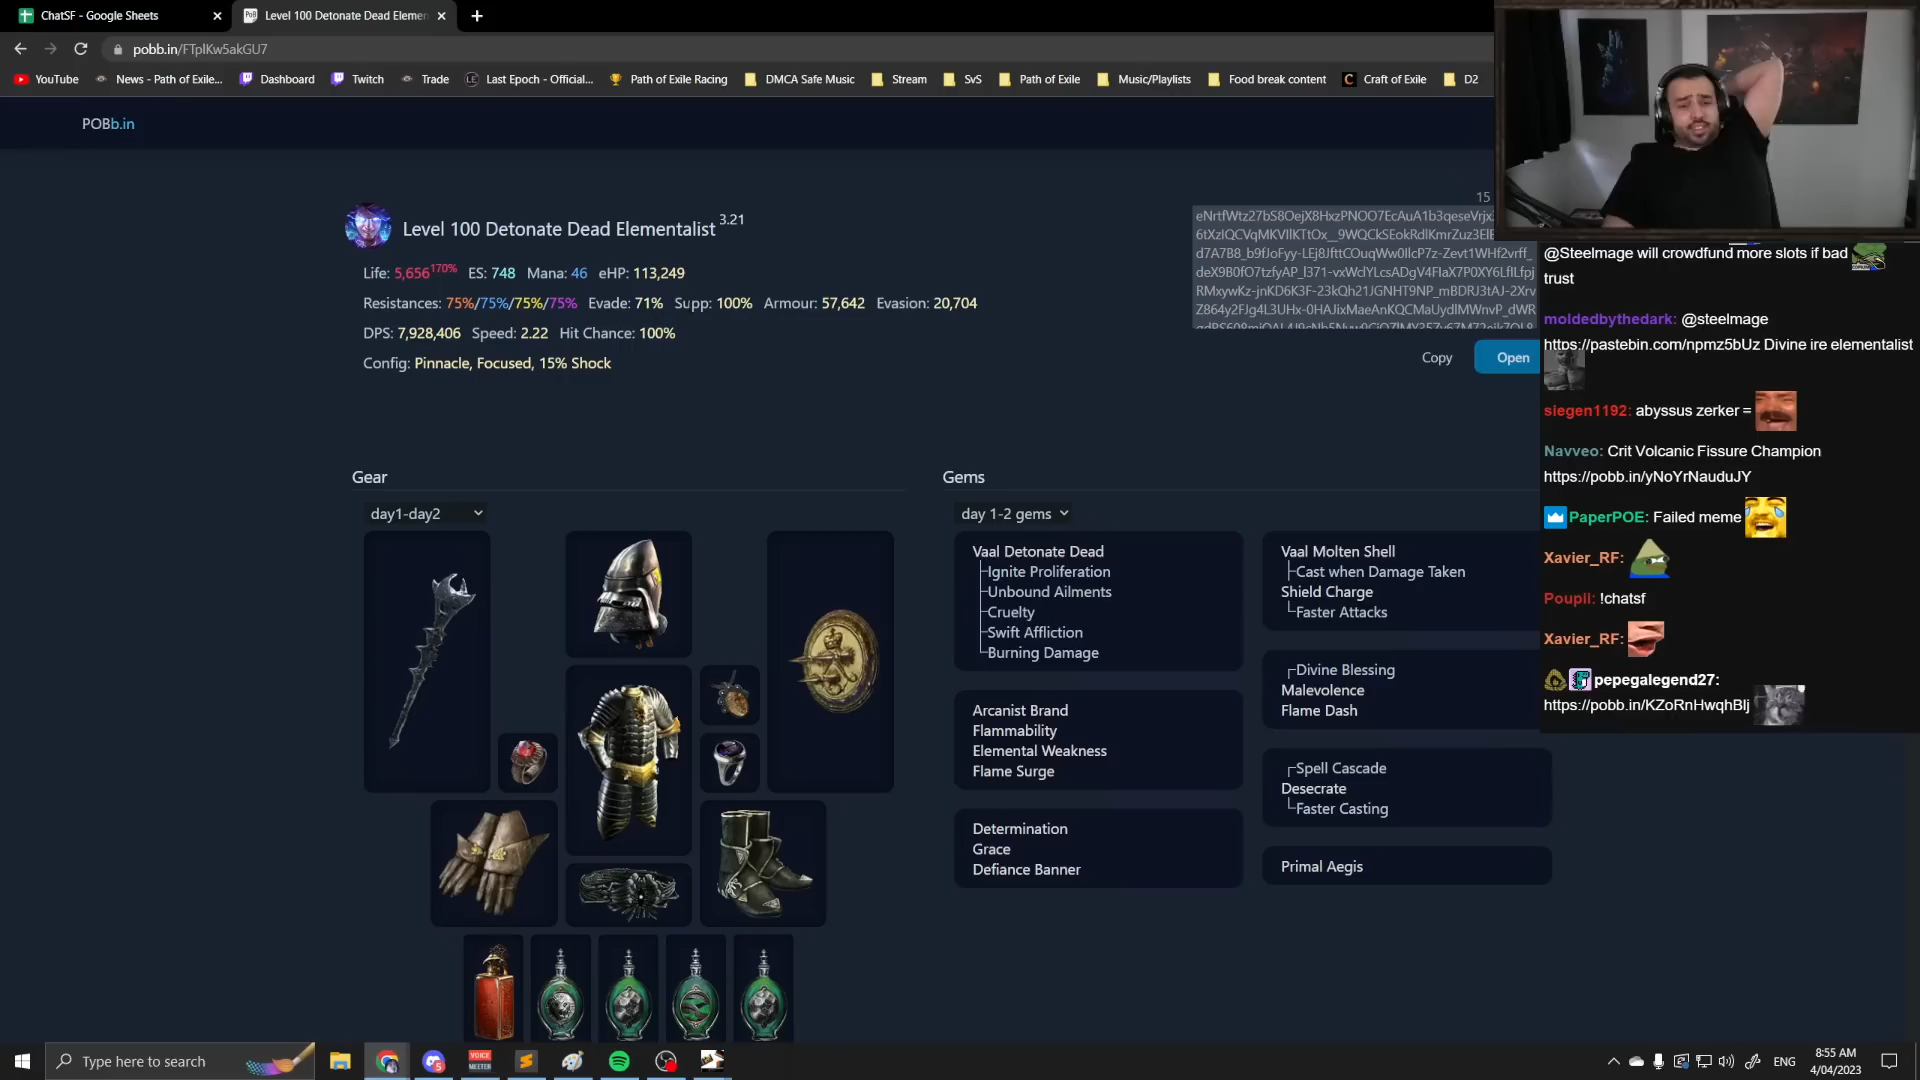 ChatSF - Google Sheets
Level 100 Detonate Dead Elemen
pobb.in/FTplKw5akGU7
YouTube
News - Path of Exile...
Dashboard
Twitch
Trade
Last Epoch - Official...
Path of Exile Racing
DMCA Safe Music
Stream
SvS
Path of Exile
Music/Playlists
Food break content
Craft of Exile
D2
POBb.in
Level 100 Detonate Dead Elementalist 3.21
Life: 5,656 170% ES: 748 Mana: 46 eHP: 113,249
Resistances: 75%/75%/75%/75% Evade: 71% Supp: 100% Armour: 57,642 Evasion: 20,704
DPS: 7,928,406 Speed: 2.22 Hit Chance: 100%
Config: Pinnacle, Focused, 15% Shock
15
Copy
Open
Gear
day1-day2
Gems
day 1-2 gems
Vaal Detonate Dead
Ignite Proliferation
Unbound Ailments
Cruelty
Swift Affliction
Burning Damage
Arcanist Brand
Flammability
Elemental Weakness
Flame Surge
Determination
Grace
Defiance Banner
Vaal Molten Shell
Cast when Damage Taken
Shield Charge
Faster Attacks
Divine Blessing
Malevolence
Flame Dash
Spell Cascade
Desecrate
Faster Casting
Primal Aegis
@Steelmage will crowdfund more slots if bad
trust
moldedbythedark: @steelmage
https://pastebin.com/npmz5bUz Divine ire elementalist
siegen1192: abyssus zerker =
Navveo: Crit Volcanic Fissure Champion
https://pobb.in/yNoYrNauduJY
PaperPOE: Failed meme
Xavier_RF:
Poupii: !chatsf
Xavier_RF:
pepegalegend27:
https://pobb.in/KZoRnHwqhBIj
Type here to search
5
VOICE
MEETER
ENG
8:55 AM
4/04/2023